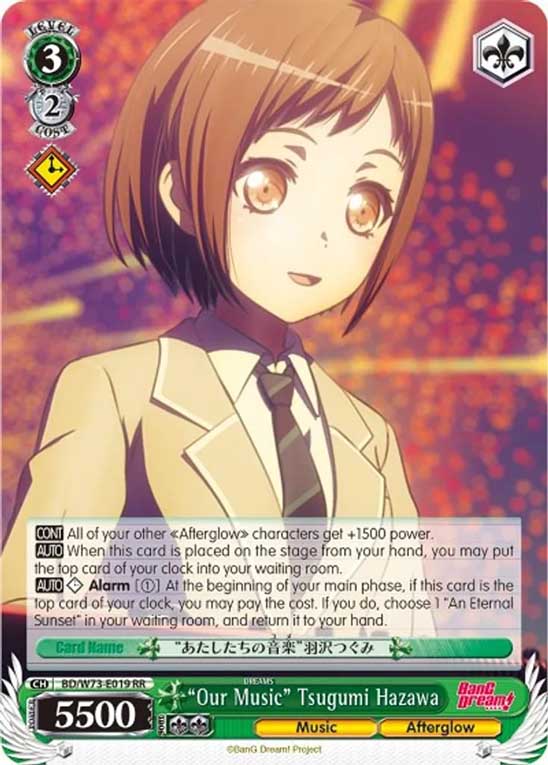 LEVEL
3
2
COST
CONT All of your other «Afterglow» characters get +1500 power.
AUTO When this card is placed on the stage from your hand, you may put
the top card of your clock into your waiting room.
AUTO Alarm [①] At the beginning of your main phase, if this card is the
top card of your clock, you may pay the cost. If you do, choose 1 "An Eternal
Sunset" in your waiting room, and return it to your hand.
Card Name "あたしたちの音楽"羽沢つぐみ
CH BD/W73-E019 RR
DREAMS
"Our Music" Tsugumi Hazawa
BanG Dream!
POWER 5500 SOUL
Music Afterglow
©BanG Dream! Project